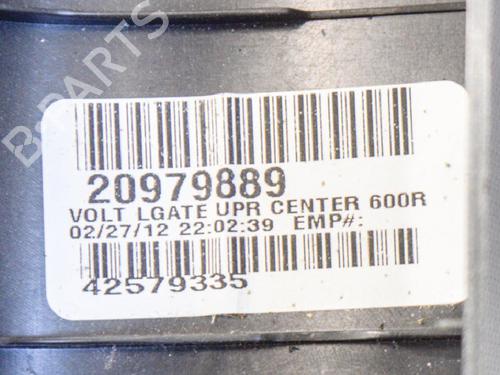 B-PARTS
20979889
VOLT LGATE UPR CENTER 600R
02/27/12 22:02:39 EMP#:
42579335